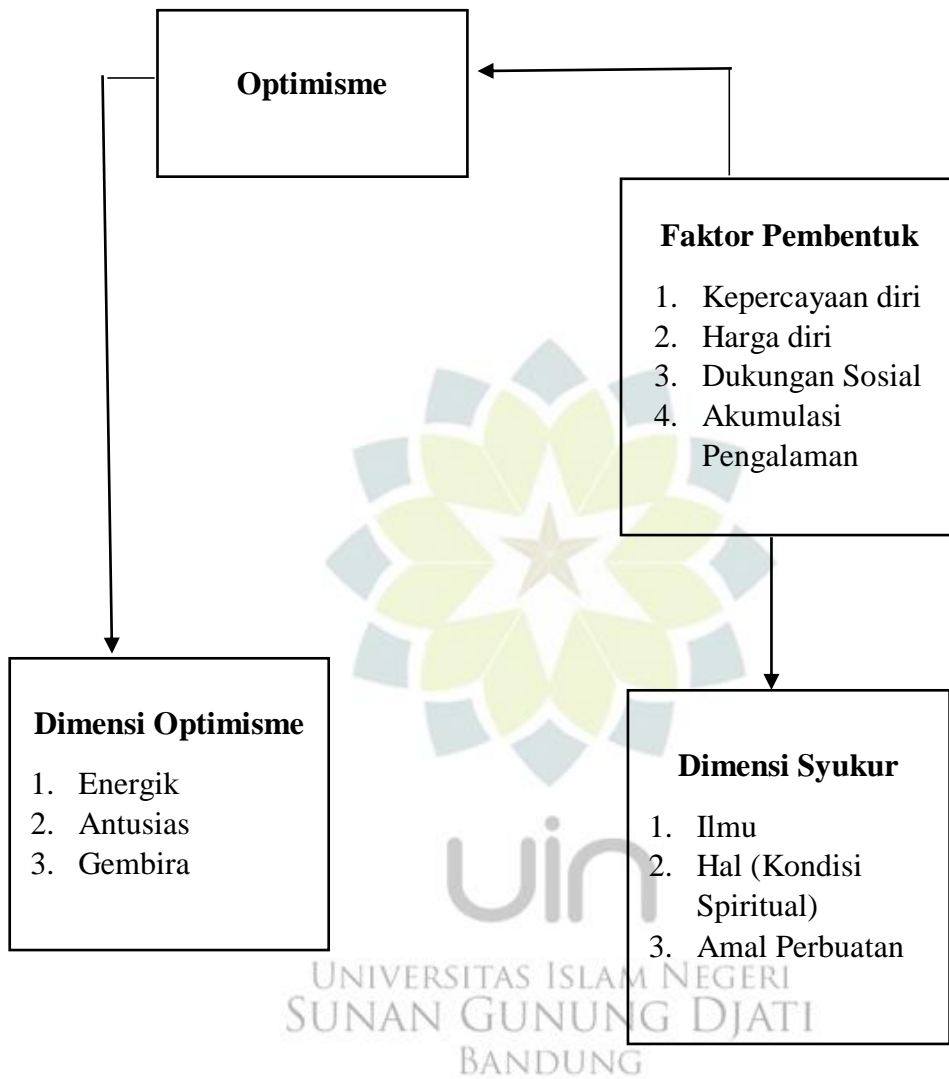 Optimisme
Faktor Pembentuk
1. Kepercayaan diri
2. Harga diri
3. Dukungan Sosial
4. Akumulasi
Pengalaman
Dimensi Optimisme
1. Energik
2. Antusias
3. Gembira
Dimensi Syukur
1. Ilmu
2. Hal (Kondisi
Spiritual)
3. Amal Perbuatan
uin
UNIVERSITAS ISLAM NEGERI
SUNAN GUNUNG DJATI
BANDUNG